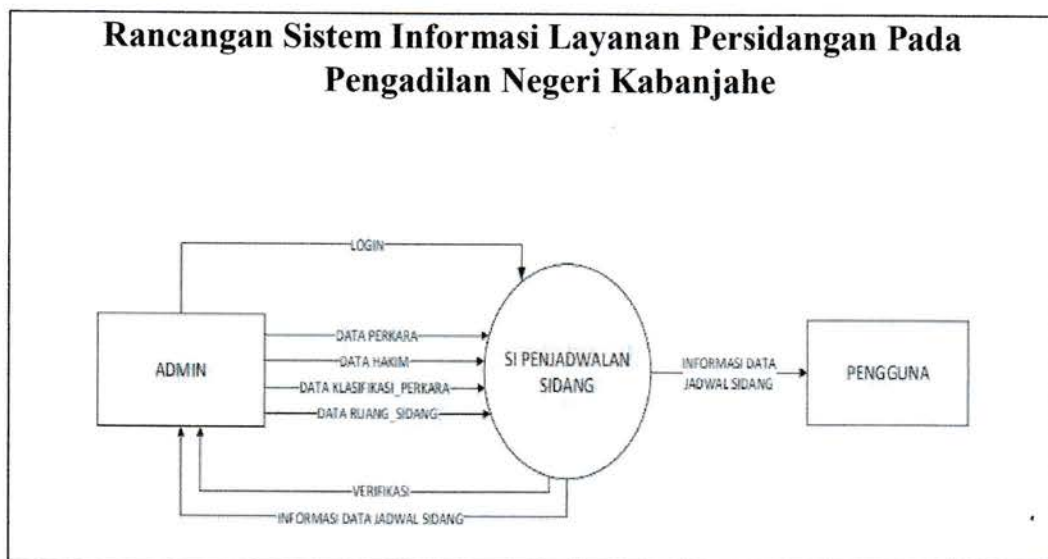 Rancangan Sistem Informasi Layanan Persidangan Pada
Pengadilan Negeri Kabanjahe
LOGIN
ADMIN
DATA PERKARA
DATA HAKIM
DATA KLASIFIKASI_PERKARA
DATA RUANG_SIDANG
SI PENJADWALAN
SIDANG
INFORMASI DATA
JADWAL SIDANG
PENGGUNA
VERIFIKASI
INFORMASI DATA JADWAL SIDANG